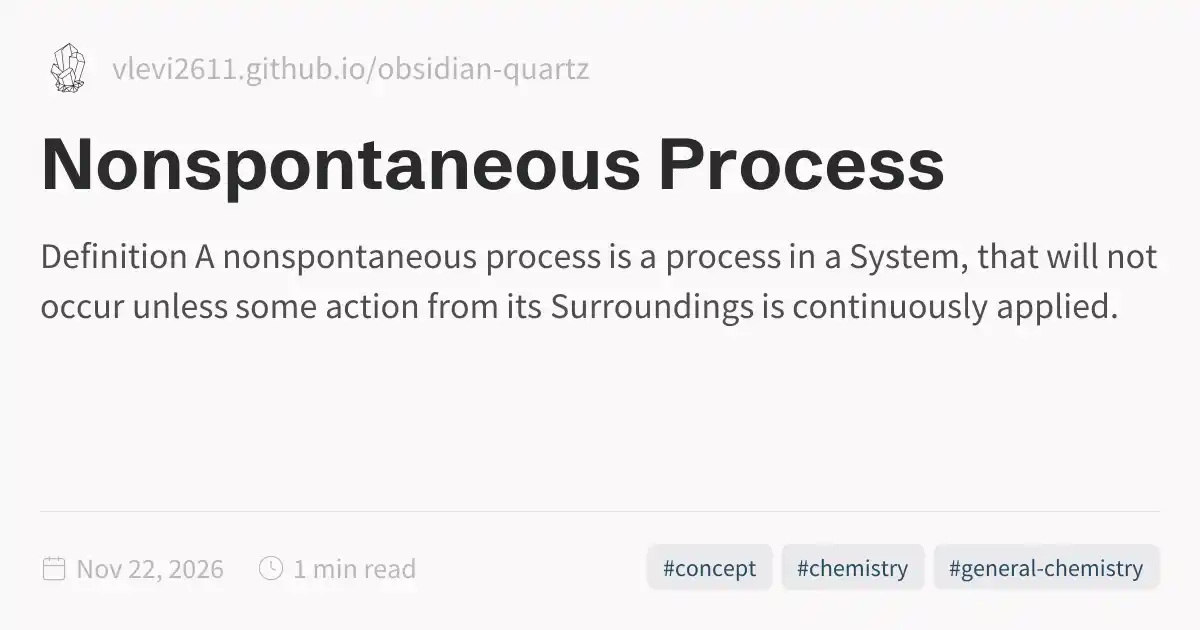 vlevi2611.github.io/obsidian-quartz
Nonspontaneous Process
Definition A nonspontaneous process is a process in a System, that will not
occur unless some action from its Surroundings is continuously applied.
Nov 22, 2026 1 min read #concept #chemistry #general-chemistry